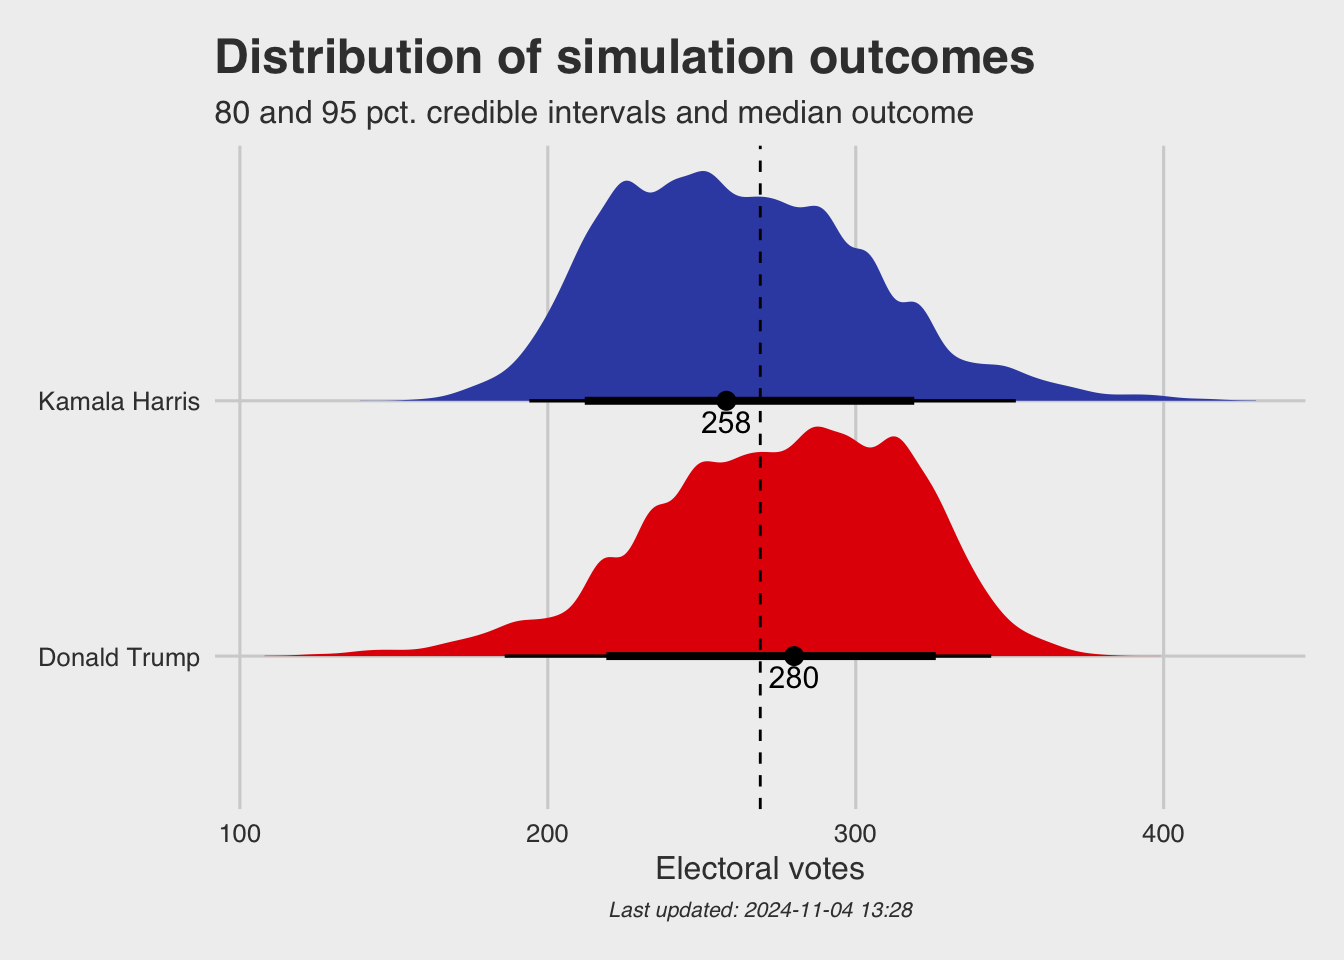 Distribution of simulation outcomes
80 and 95 pct. credible intervals and median outcome
Kamala Harris
258
Donald Trump
280
100
200
300
400
Electoral votes
Last updated: 2024-11-04 13:28